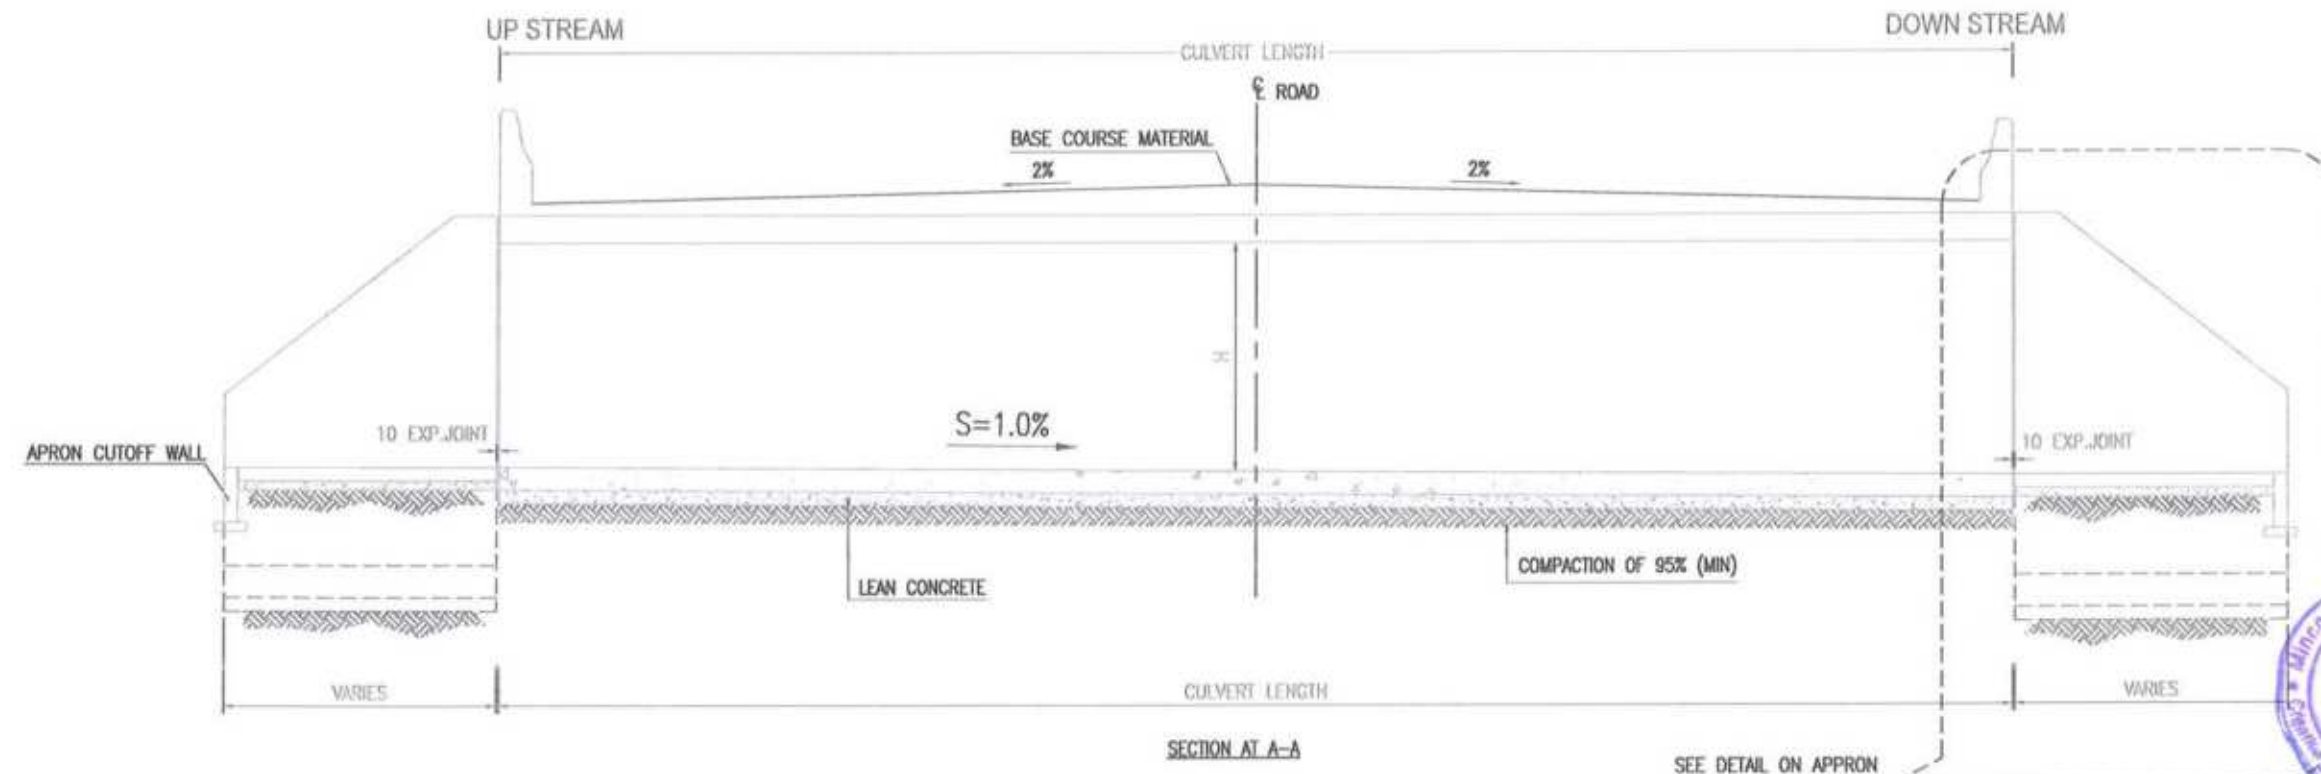 UP STREAM
DOWN STREAM
CULVERT LENGTH
℄ ROAD
BASE COURSE MATERIAL
2%
2%
H
S=1.0%
10 EXP.JOINT
10 EXP.JOINT
APRON CUTOFF WALL
LEAN CONCRETE
COMPACTION OF 95% (MIN)
VARIES
CULVERT LENGTH
VARIES
SECTION AT A-A
SEE DETAIL ON APPRON